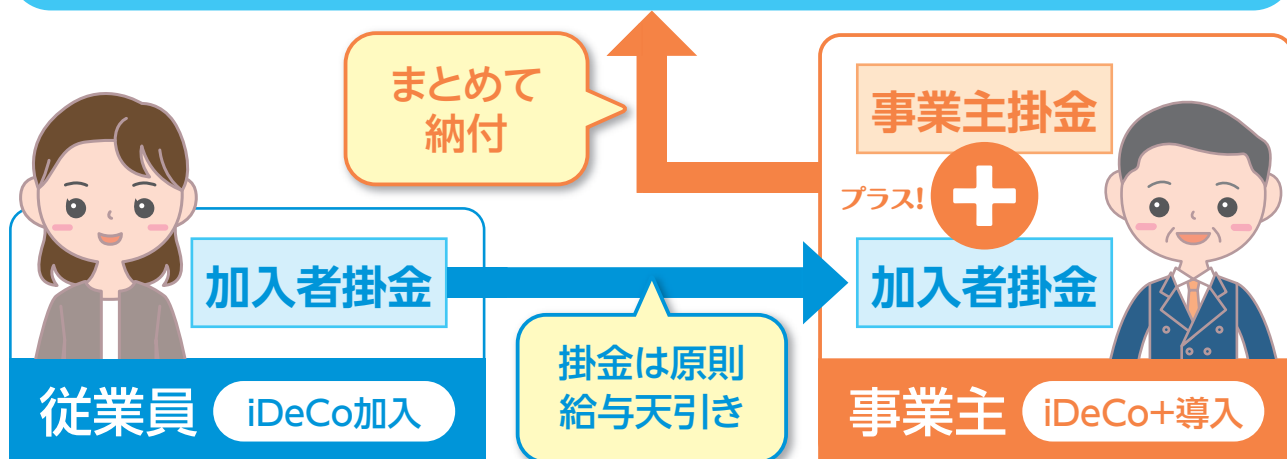 まとめて
納付
事業主掛金
プラス!
加入者掛金
加入者掛金
掛金は原則
給与天引き
従業員
iDeCo加入
事業主
iDeCo+導入